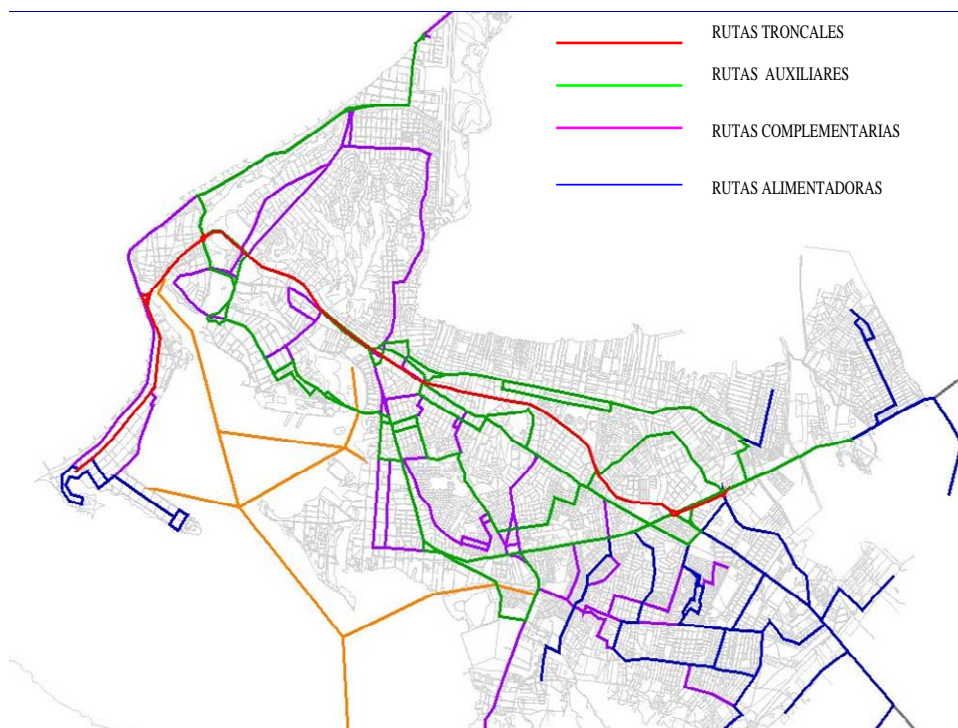 RUTAS TRONCALES
RUTAS AUXILIARES
RUTAS COMPLEMENTARIAS
RUTAS ALIMENTADORAS